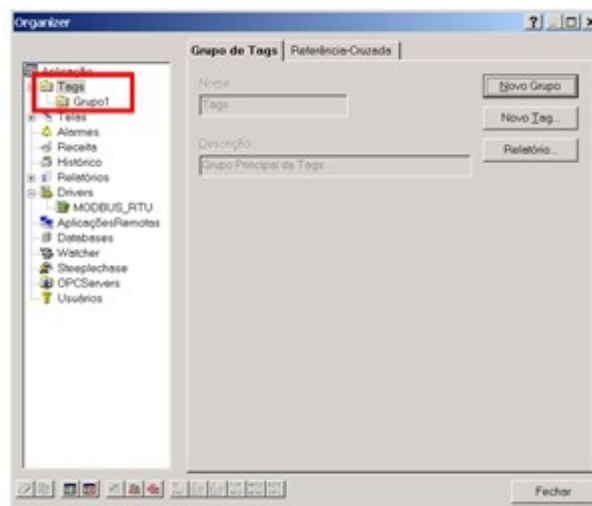 Organizer
Grupo de Tags
Referência-Cruzada
Aplicação
Tags
Grupo1
Telas
Alarmes
Receita
Histórico
Relatórios
Drivers
MODBUS_RTU
AplicaçõesRemotas
Databases
Watcher
Steeplechase
OPCServers
Usuários
Nome
Tags
Descrição
Grupo Principal de Tags
Novo Grupo
Novo Tag...
Relatório...
Fechar